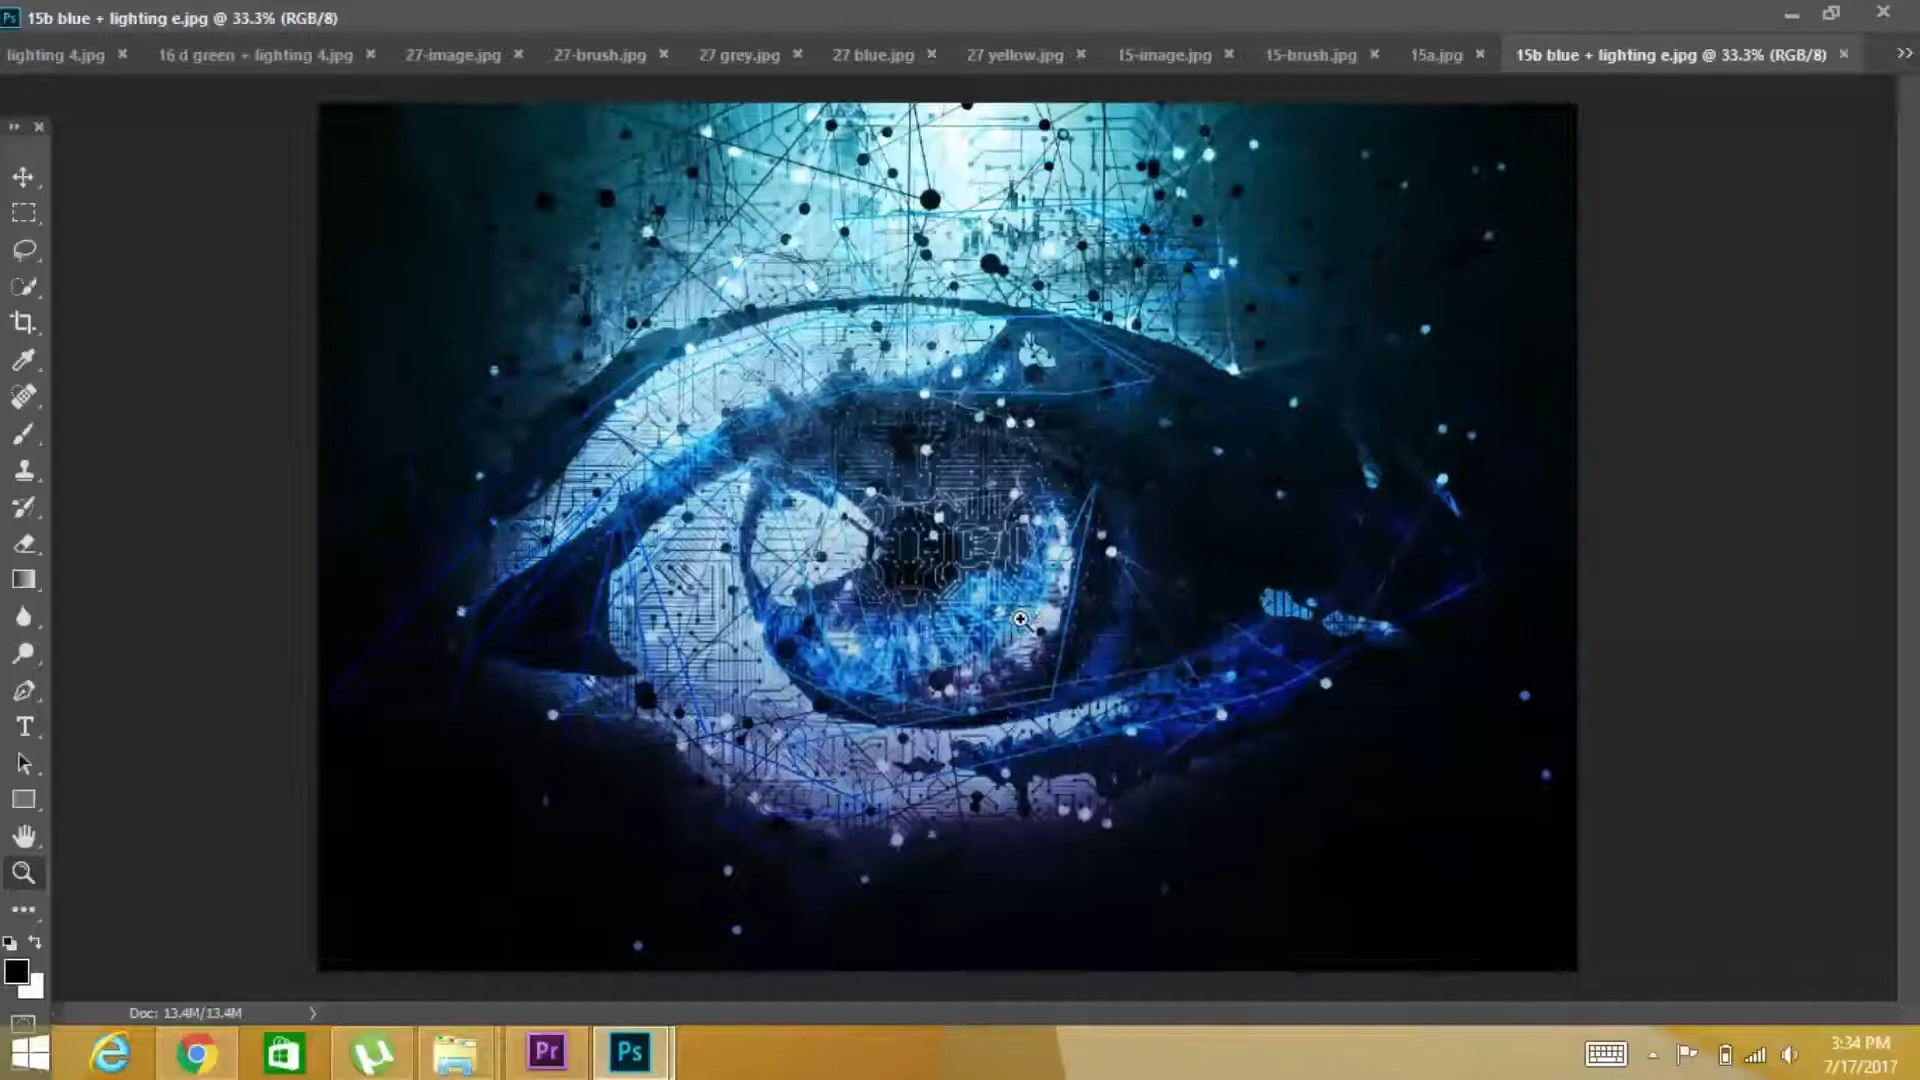 Ps 15b blue + lighting e.jpg @ 33.3% (RGB/8)
lighting 4.jpg × 16 d green + lighting 4.jpg × 27-image.jpg × 27-brush.jpg × 27 grey.jpg × 27 blue.jpg × 27 yellow.jpg × 15-image.jpg × 15-brush.jpg × 15a.jpg × 15b blue + lighting e.jpg @ 33.3% (RGB/8) ×
T
Doc: 13.4M/13.4M
Pr Ps
3:34 PM
7/17/2017